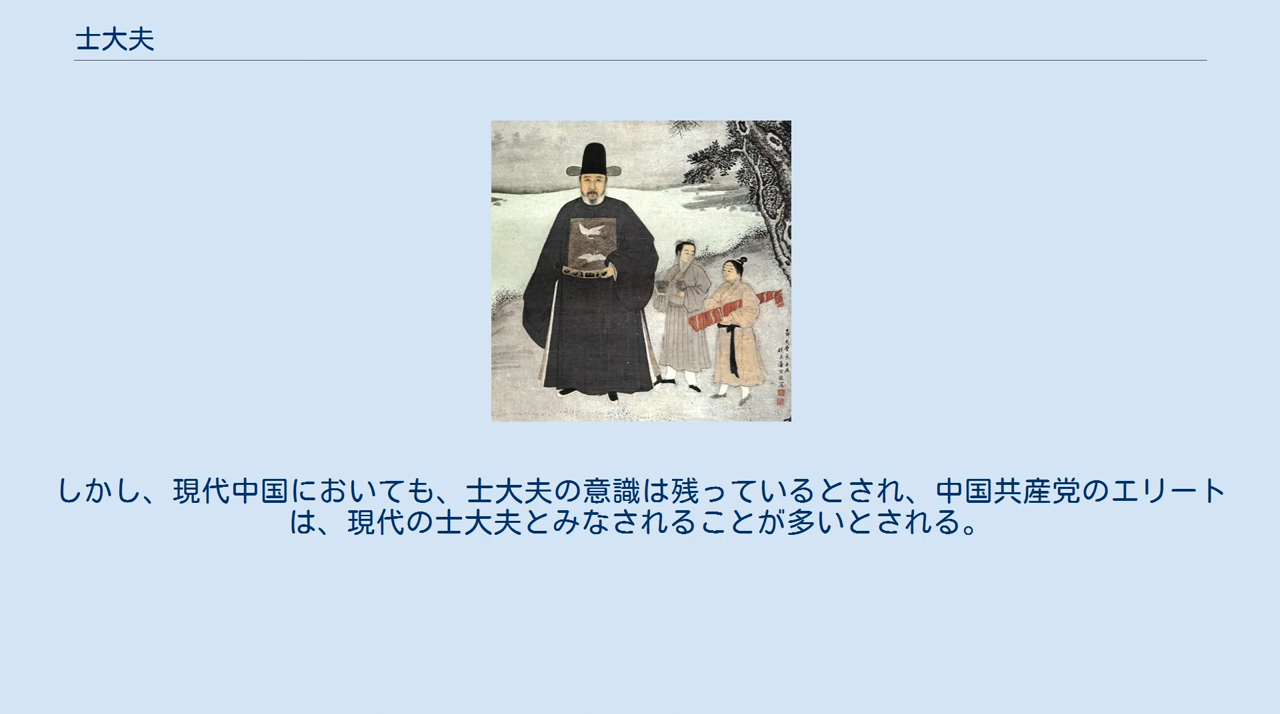 士大夫
しかし、現代中国においても、士大夫の意識は残っているとされ、中国共産党のエリート
は、現代の士大夫とみなされることが多いとされる。